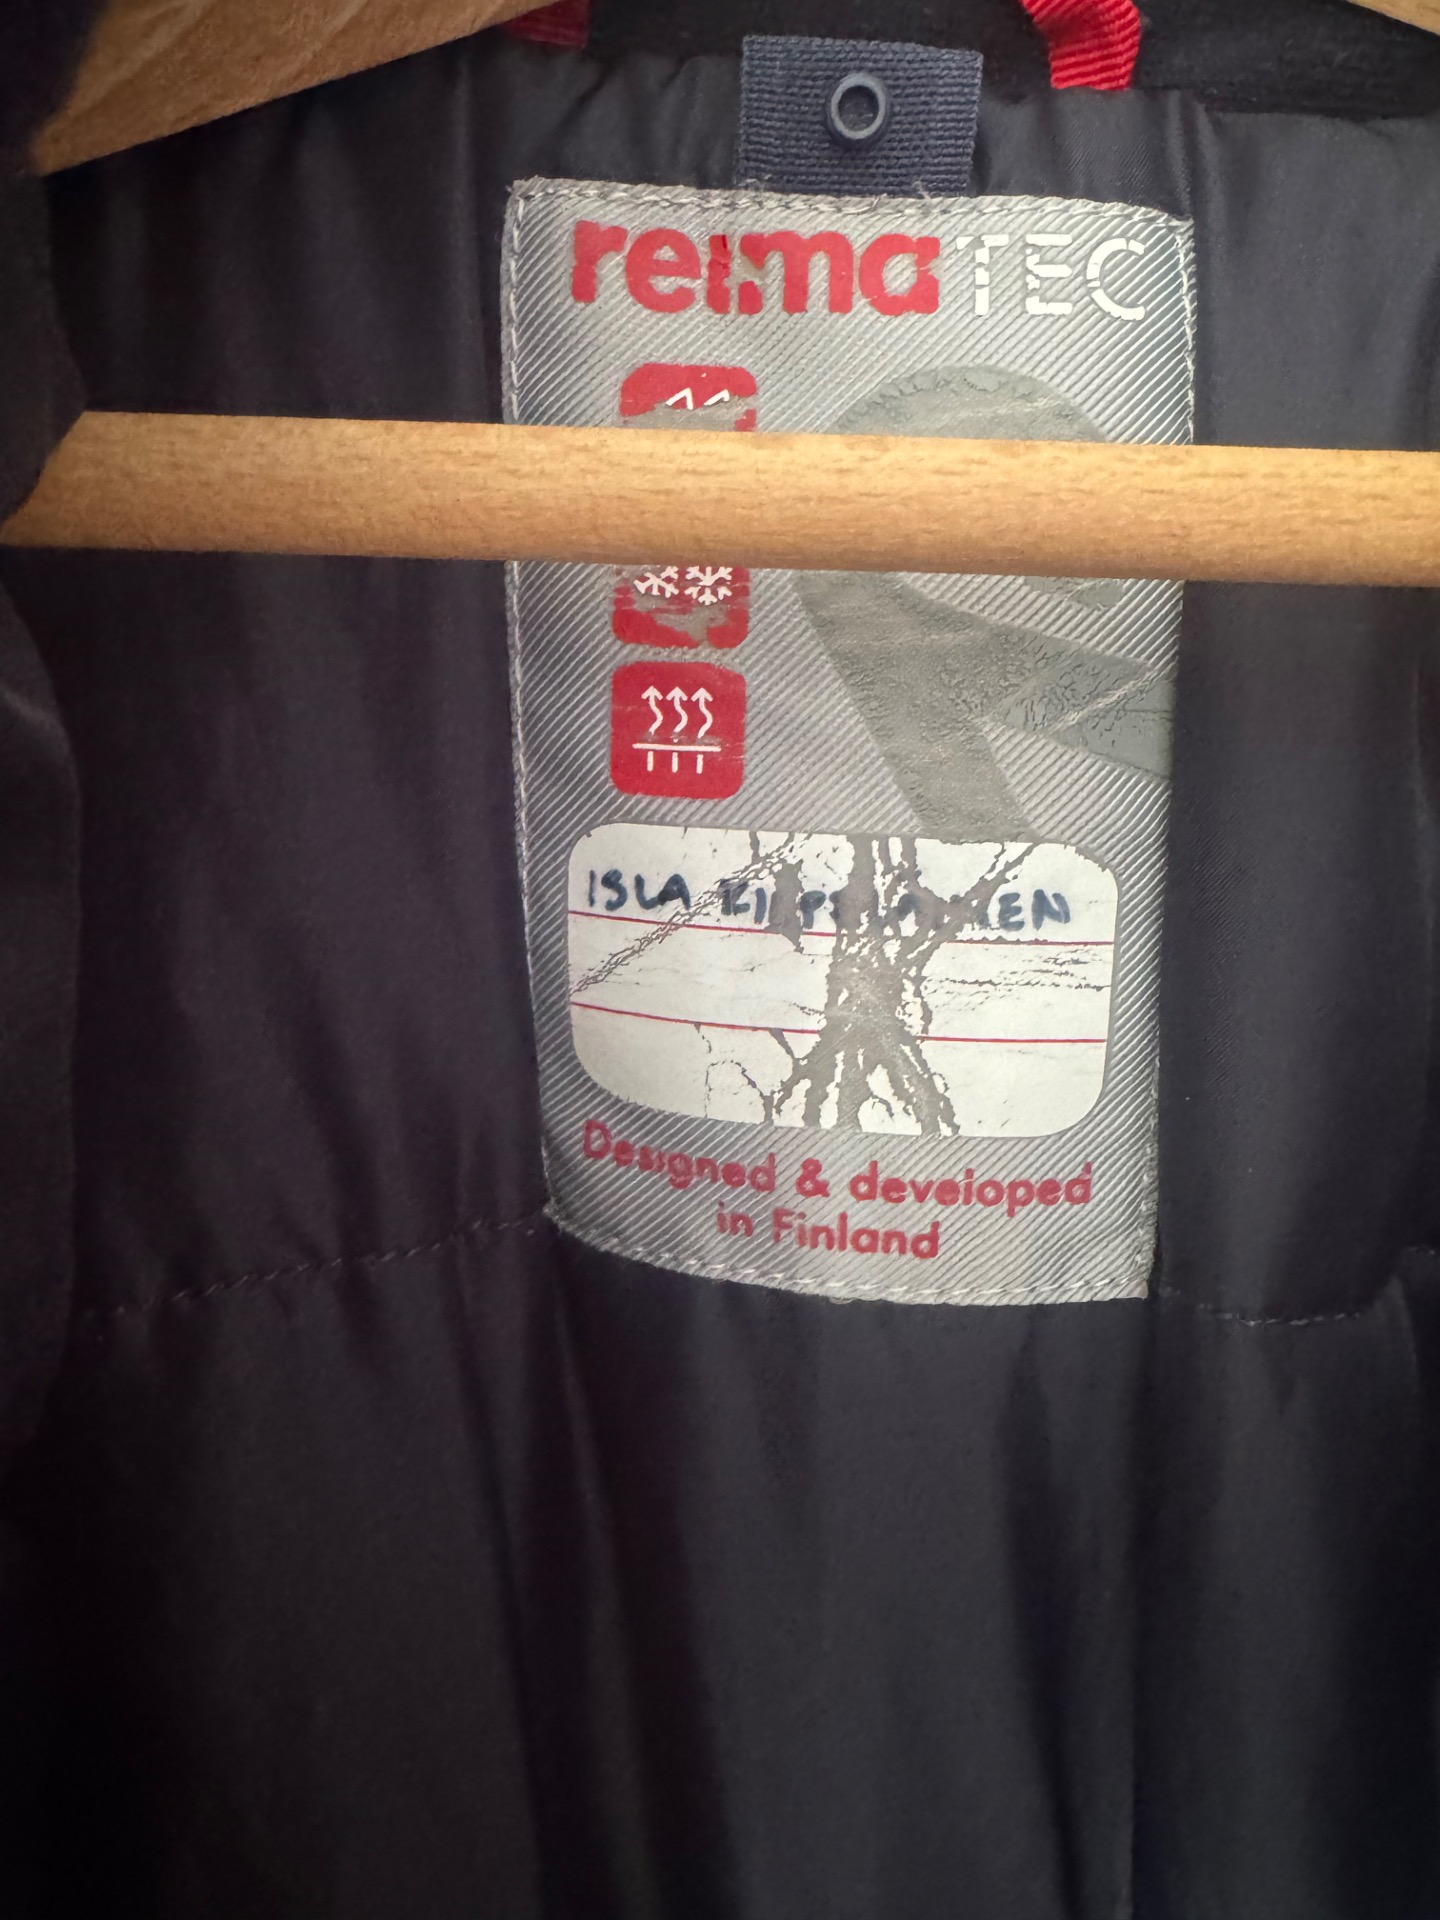 reima TEC
ISLA
Designed & developed
in Finland